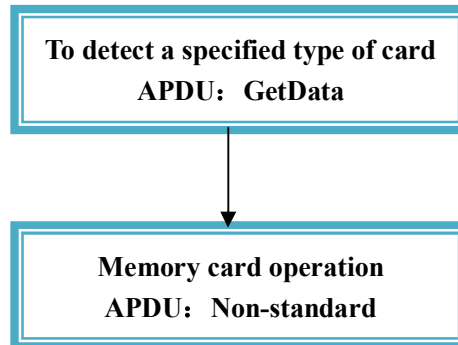 To detect a specified type of card
APDU：GetData
Memory card operation
APDU：Non-standard